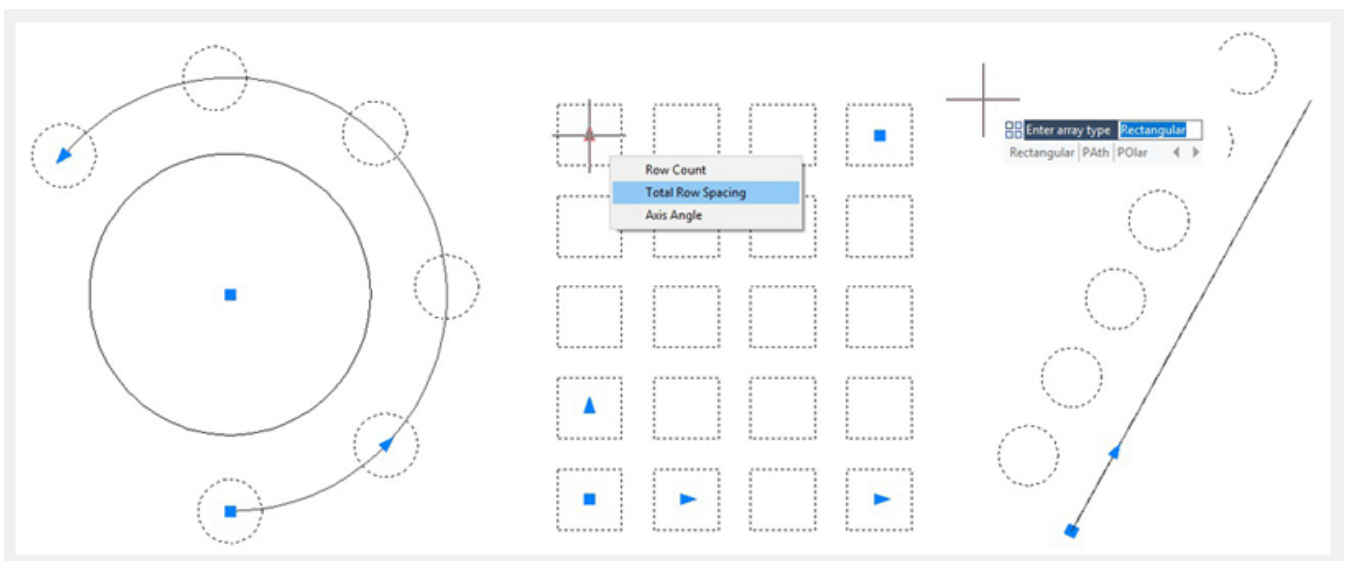 Enter array type Rectangular
Rectangular PAth POlar
Row Count
Total Row Spacing
Axis Angle